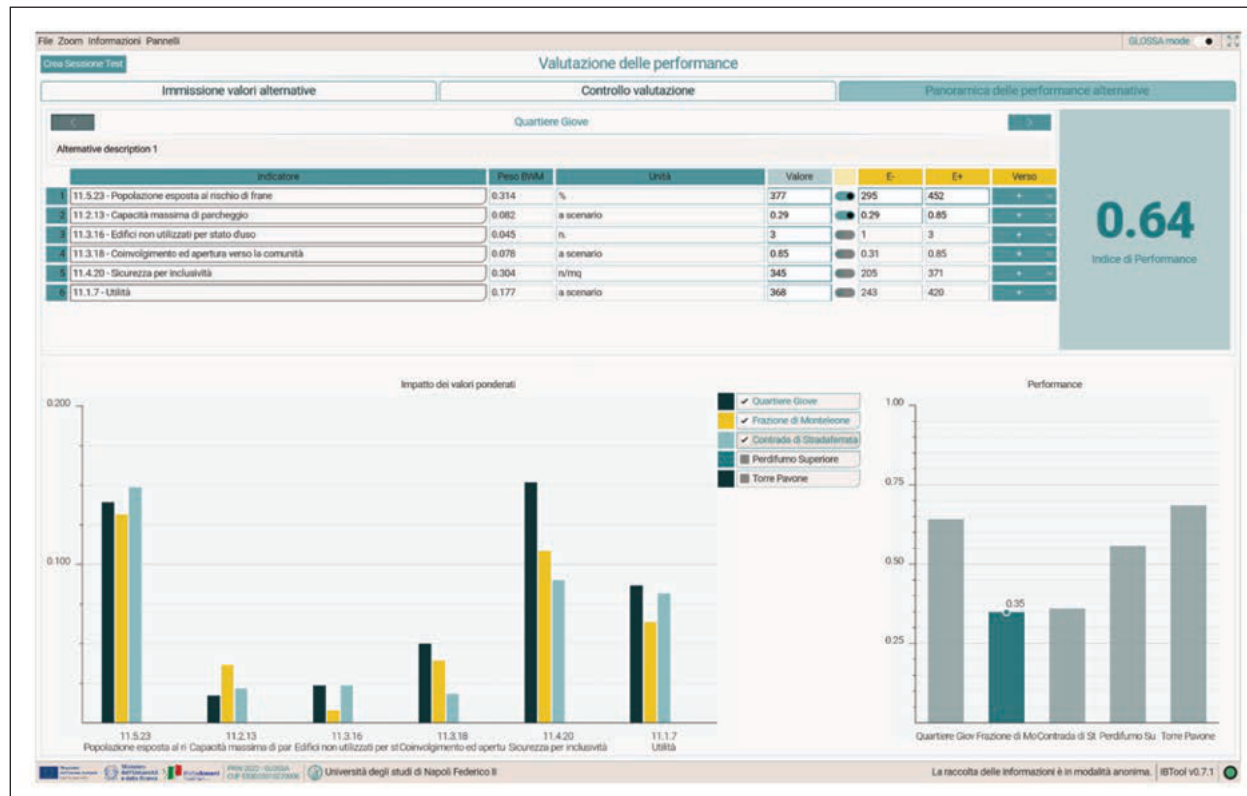 File Zoom Informazioni Pannelli GLOSSA mode
Crea Sessione Test Valutazione delle performance
Immissione valori alternative Controllo valutazione Panoramica delle performance alternative
< Quartiere Giove >
Alternative description 1
Indicatore Peso BWM Unità Valore E- E+ Verso
1 11.5.23 - Popolazione esposta al rischio di frane 0.314 % 377 295 452 +
2 11.2.13 - Capacità massima di parcheggio 0.082 a scenario 0.29 0.29 0.85 +
3 11.3.16 - Edifici non utilizzati per stato d'uso 0.045 n. 3 1 3 +
4 11.3.18 - Coinvolgimento ed apertura verso la comunità 0.078 a scenario 0.85 0.31 0.85 +
5 11.4.20 - Sicurezza per inclusività 0.304 n/mq 345 205 371 +
6 11.1.7 - Utilità 0.177 a scenario 368 243 420 +
0.64
Indice di Performance
Impatto dei valori ponderati
0.200
0.100
11.5.23 11.2.13 11.3.16 11.3.18 11.4.20 11.1.7
Popolazione esposta al ri Capacità massima di par Edifici non utilizzati per st Coinvolgimento ed apertu Sicurezza per inclusività Utilità
✔ Quartiere Giove
✔ Frazione di Monteleone
✔ Contrada di Stradaferrata
Perdifumo Superiore
Torre Pavone
Performance
1.00
0.75
0.50
0.25
0.35
Quartiere Giov Frazione di Mo Contrada di St Perdifumo Su Torre Pavone
Ministero dell'Università e della Ricerca
Italiadomani
PRIN 2022 - GLOSSA
Università degli studi di Napoli Federico II
La raccolta delle informazioni è in modalità anonima. IBTool v0.7.1